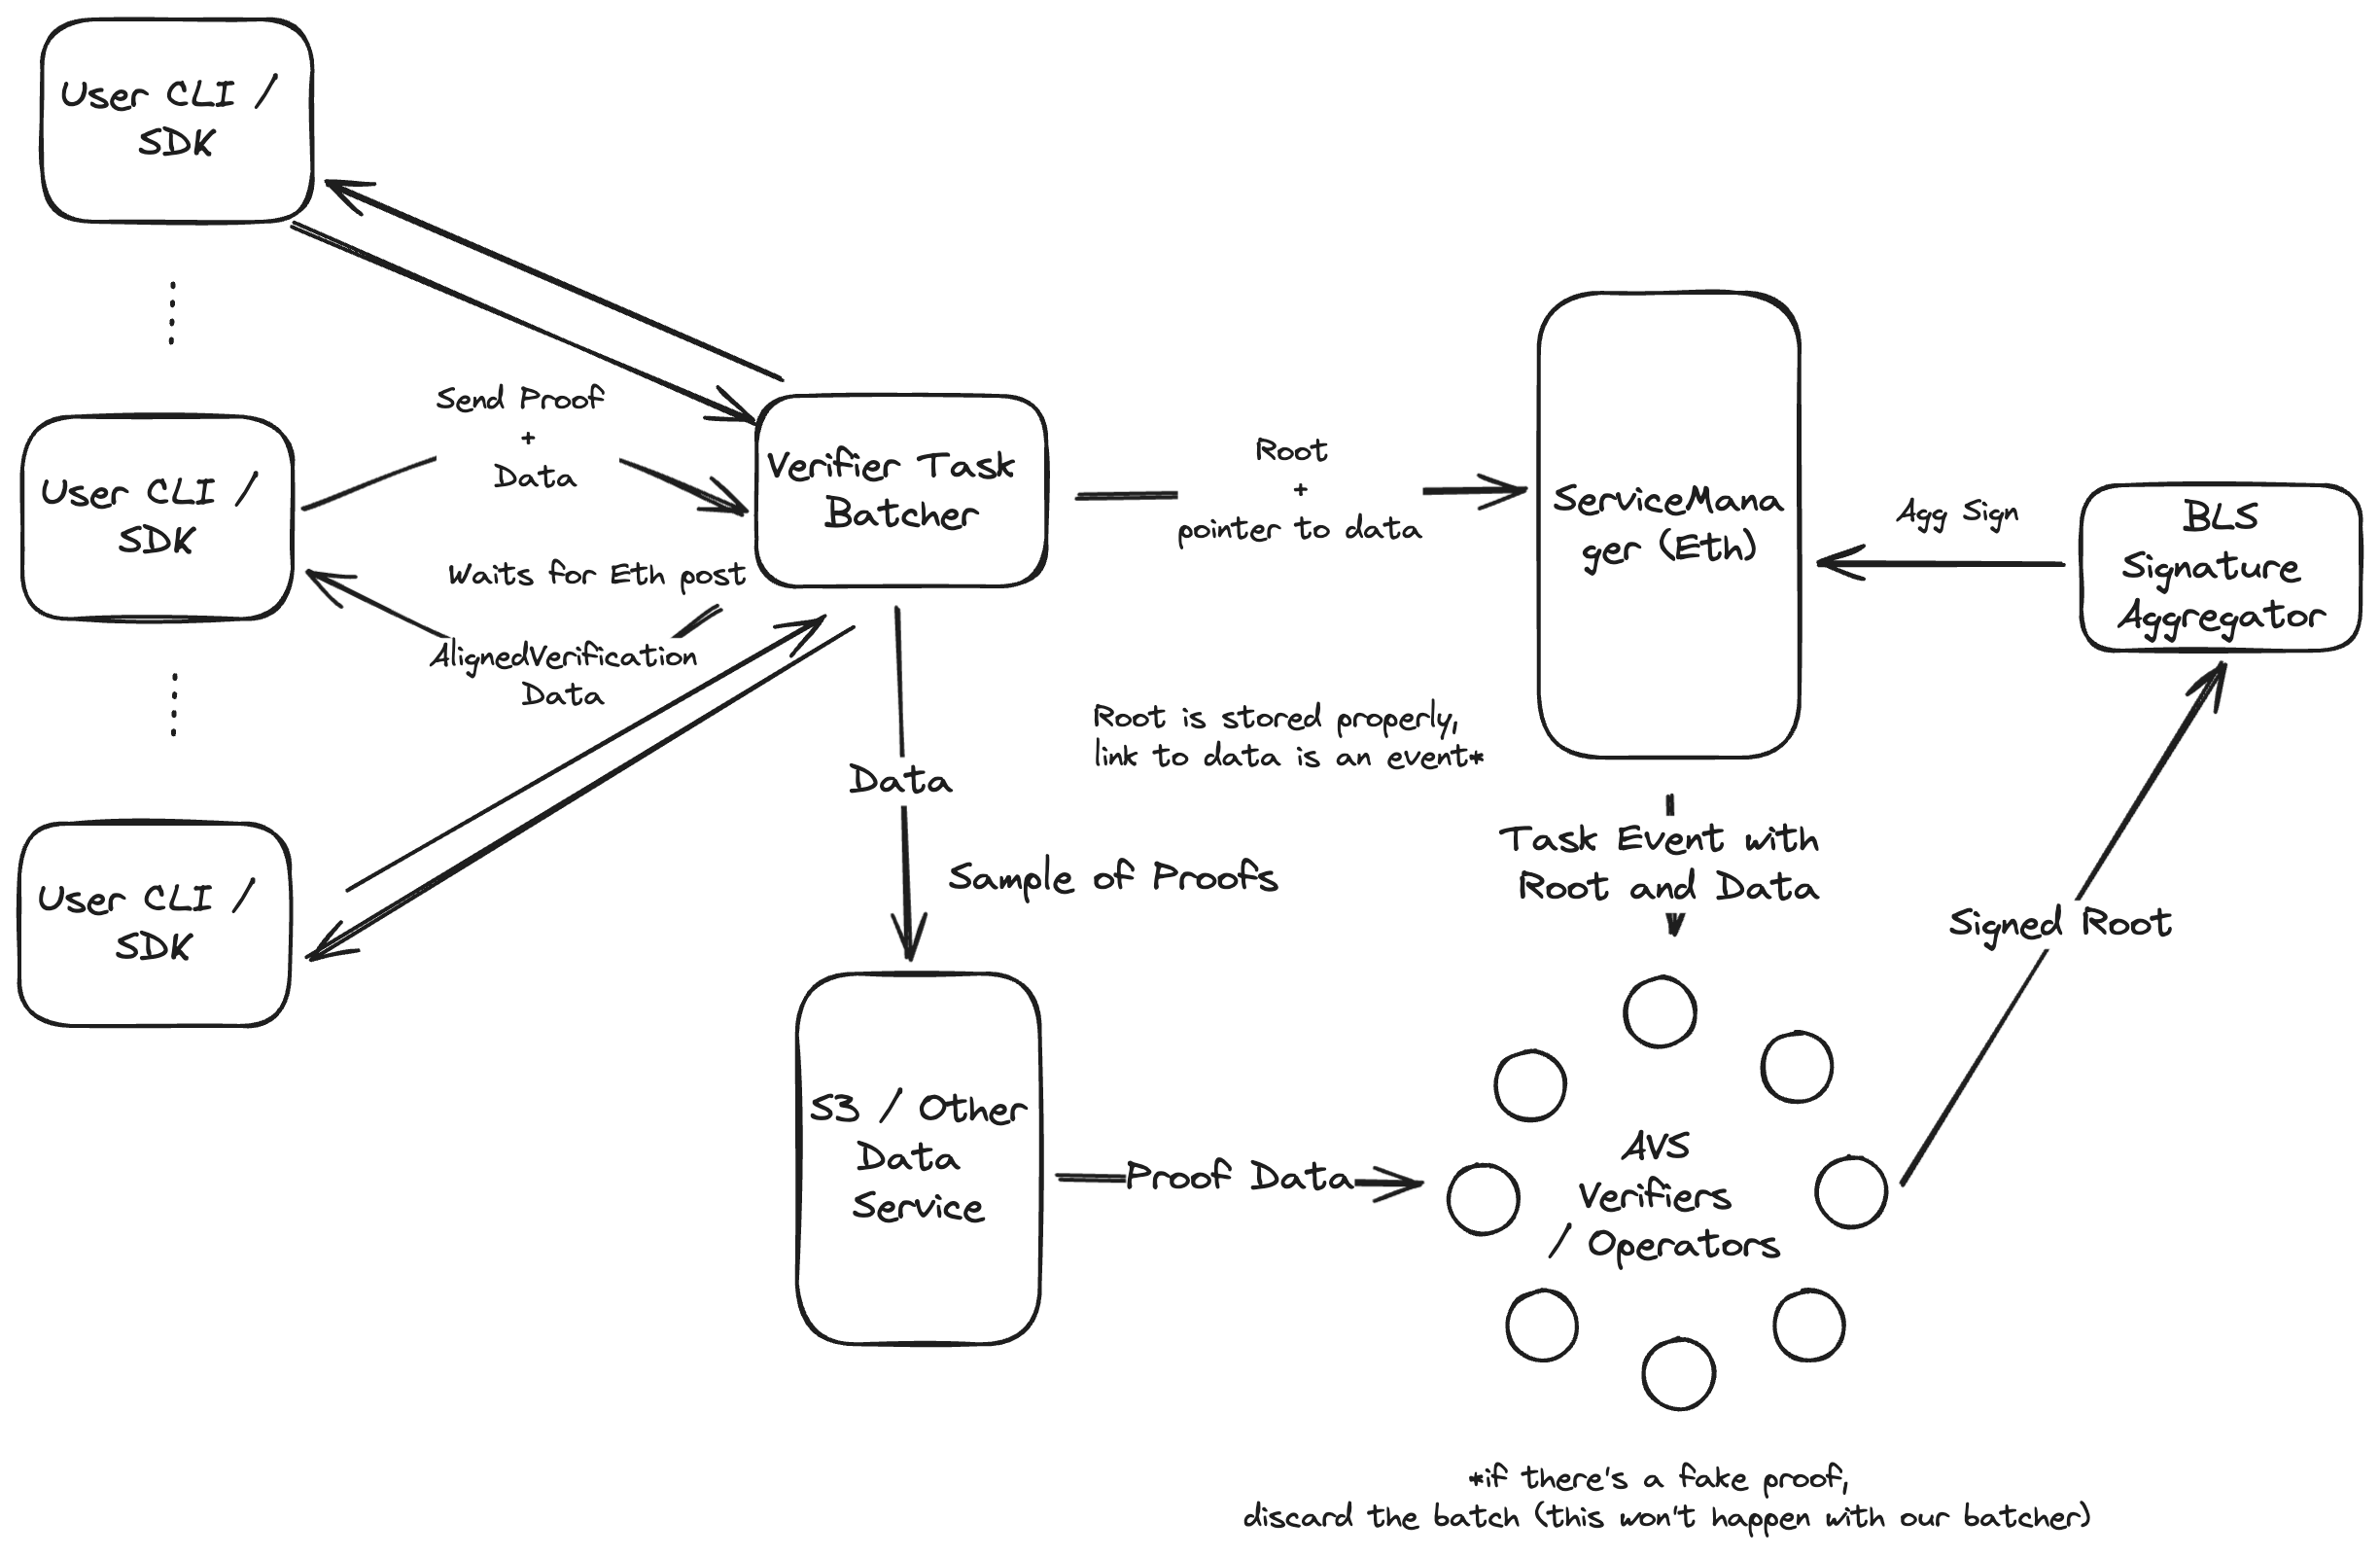 User CLI /
SDK
Send Proof
+
Data
User CLI /
SDK
Waits for Eth post
AlignedVerification
Data
User CLI /
SDK
Verifier Task
Batcher
Root
+
pointer to data
ServiceMana
ger (Eth)
Agg Sign
BLS
Signature
Aggregator
Root is stored properly,
link to data is an event*
Data
Sample of Proofs
Task Event with
Root and Data
Signed Root
S3 / Other
Data
Service
Proof Data
AVS
Verifiers
/ Operators
*if there's a fake proof,
discard the batch (this won't happen with our batcher)